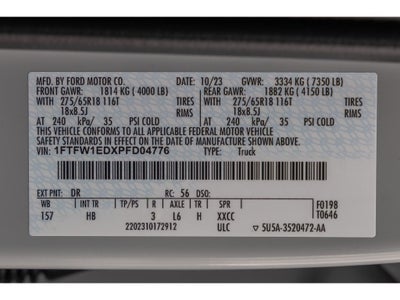 MFD. BY FORD MOTOR CO. 10/23 GVWR: 3334 KG (7350 LB)
FRONT GAWR: 1814 KG (4000 LB) REAR GAWR: 1882 KG (4150 LB)
WITH 275/65R18 116T TIRES WITH 275/65R18 116T TIRES
18x8.5J RIMS 18x8.5J RIMS
AT 240 kPa/ 35 PSI COLD AT 240 kPa/ 35 PSI COLD
THIS VEHICLE CONFORMS TO ALL APPLICABLE FEDERAL MOTOR VEHICLE
SAFETY STANDARDS IN EFFECT ON THE DATE OF MANUFACTURE SHOWN ABOVE.
VIN: 1FTFW1EDXPFD04776 TYPE: Truck
EXT PNT: DR RC: 56 DSO: F0198
WB INT TR TP/PS R AXLE TR SPR T0646
157 HB 3 L6 H XXCC
2202310172912 ULC 5U5A-3520472-AA